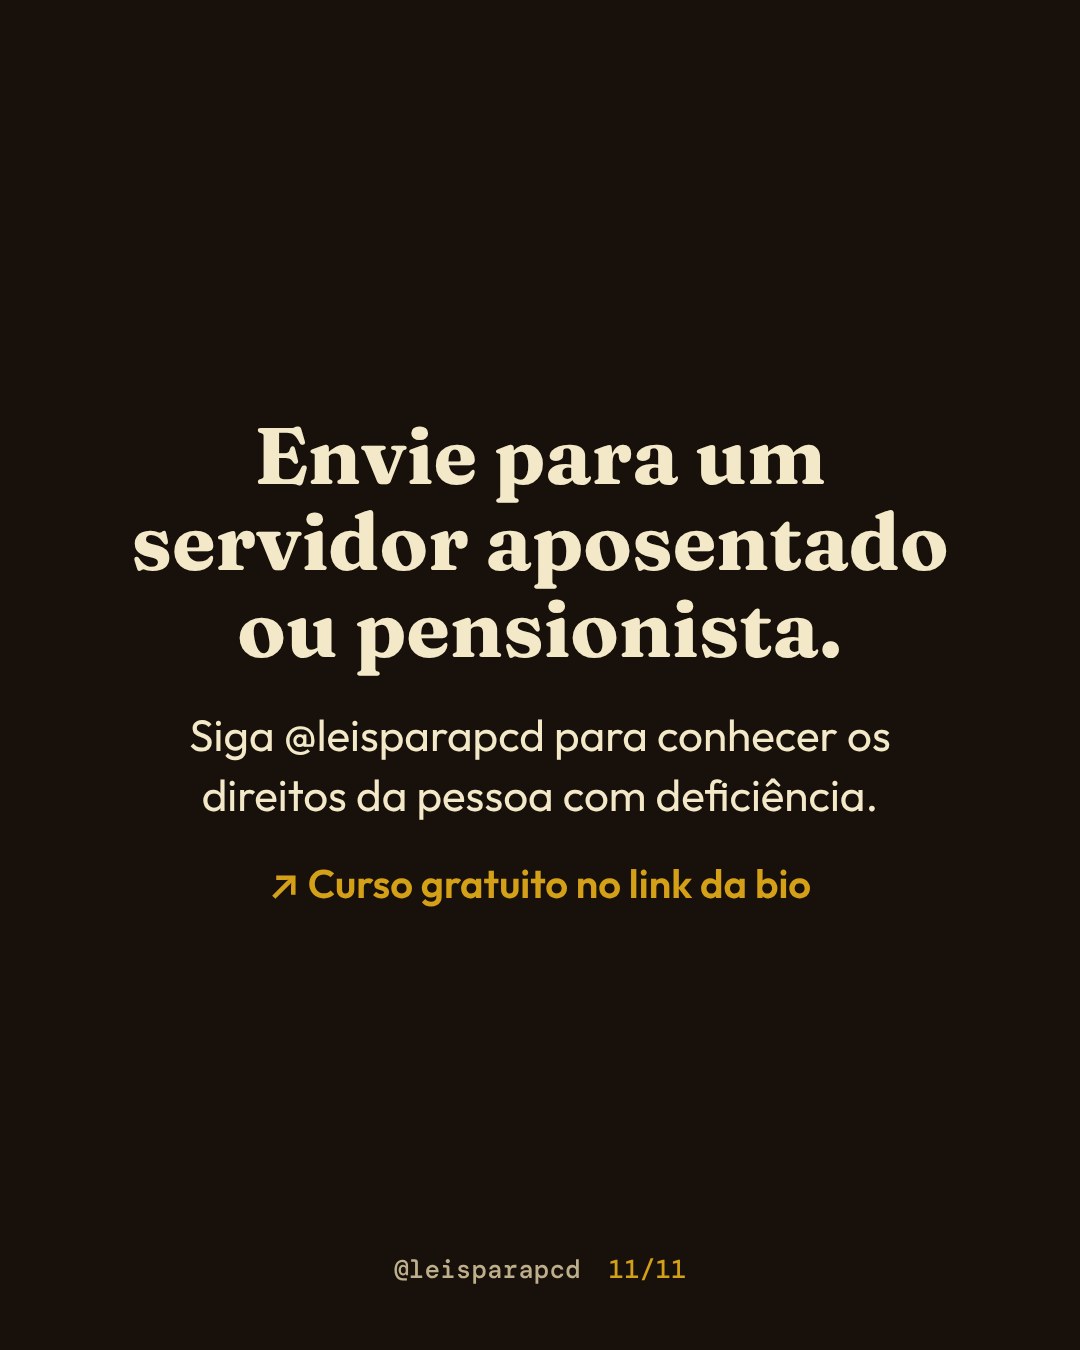 Envie para um
servidor aposentado
ou pensionista.
Siga @leisparapcd para conhecer os
direitos da pessoa com deficiência.
↗ Curso gratuito no link da bio
@leisparapcd 11/11